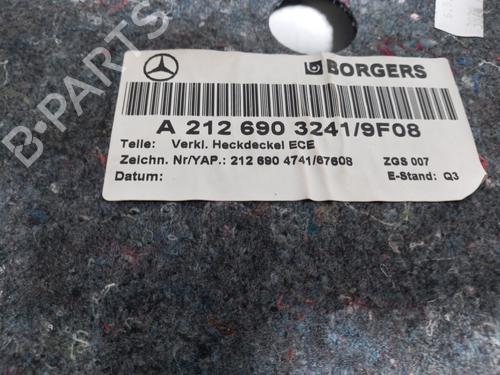 BORGERS
A 212 690 3241/9F08
Teile: Verkl. Heckdeckel ECE
Zeichn. Nr/YAP.: 212 690 4741/67608 ZGS 007
Datum: E-Stand: Q3
B-Parts